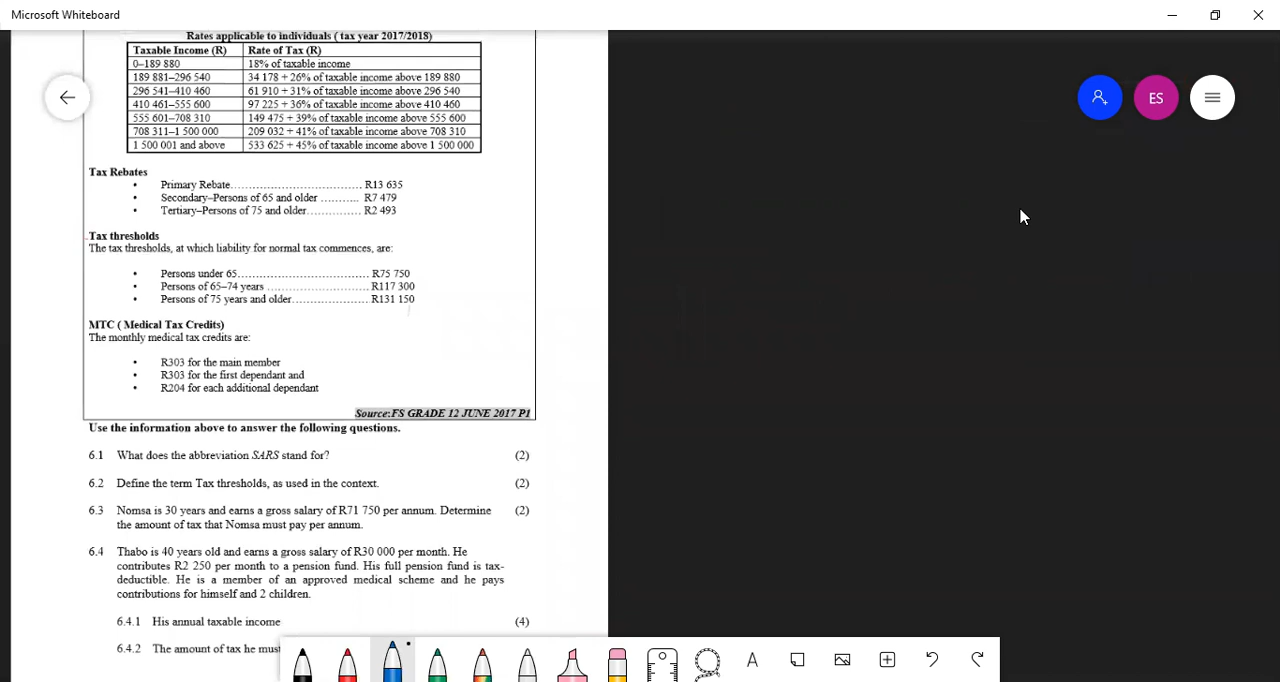 Microsoft Whiteboard
Rates applicable to individuals ( tax year 2017/2018)
Taxable Income (R) Rate of Tax (R)
0–189 880 18% of taxable income
189 881–296 540 34 178 + 26% of taxable income above 189 880
296 541–410 460 61 910 + 31% of taxable income above 296 540
410 461–555 600 97 225 + 36% of taxable income above 410 460
555 601–708 310 149 475 + 39% of taxable income above 555 600
708 311–1 500 000 209 032 + 41% of taxable income above 708 310
1 500 001 and above 533 625 + 45% of taxable income above 1 500 000
ES
Tax Rebates
• Primary Rebate................................. R13 635
• Secondary–Persons of 65 and older ........... R7 479
• Tertiary–Persons of 75 and older.............. R2 493
Tax thresholds
The tax thresholds, at which liability for normal tax commences, are:
• Persons under 65................................. R75 750
• Persons of 65–74 years ......................... R117 300
• Persons of 75 years and older.................... R131 150
MTC ( Medical Tax Credits)
The monthly medical tax credits are:
• R303 for the main member
• R303 for the first dependant and
• R204 for each additional dependant
Source:FS GRADE 12 JUNE 2017 P1
Use the information above to answer the following questions.
6.1 What does the abbreviation SARS stand for? (2)
6.2 Define the term Tax thresholds, as used in the context. (2)
6.3 Nomsa is 30 years and earns a gross salary of R71 750 per annum. Determine (2)
the amount of tax that Nomsa must pay per annum.
6.4 Thabo is 40 years old and earns a gross salary of R30 000 per month. He
contributes R2 250 per month to a pension fund. His full pension fund is tax-
deductible. He is a member of an approved medical scheme and he pays
contributions for himself and 2 children.
6.4.1 His annual taxable income (4)
6.4.2 The amount of tax he must